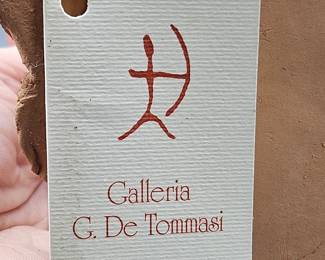 Galleria
G. De Tommasi